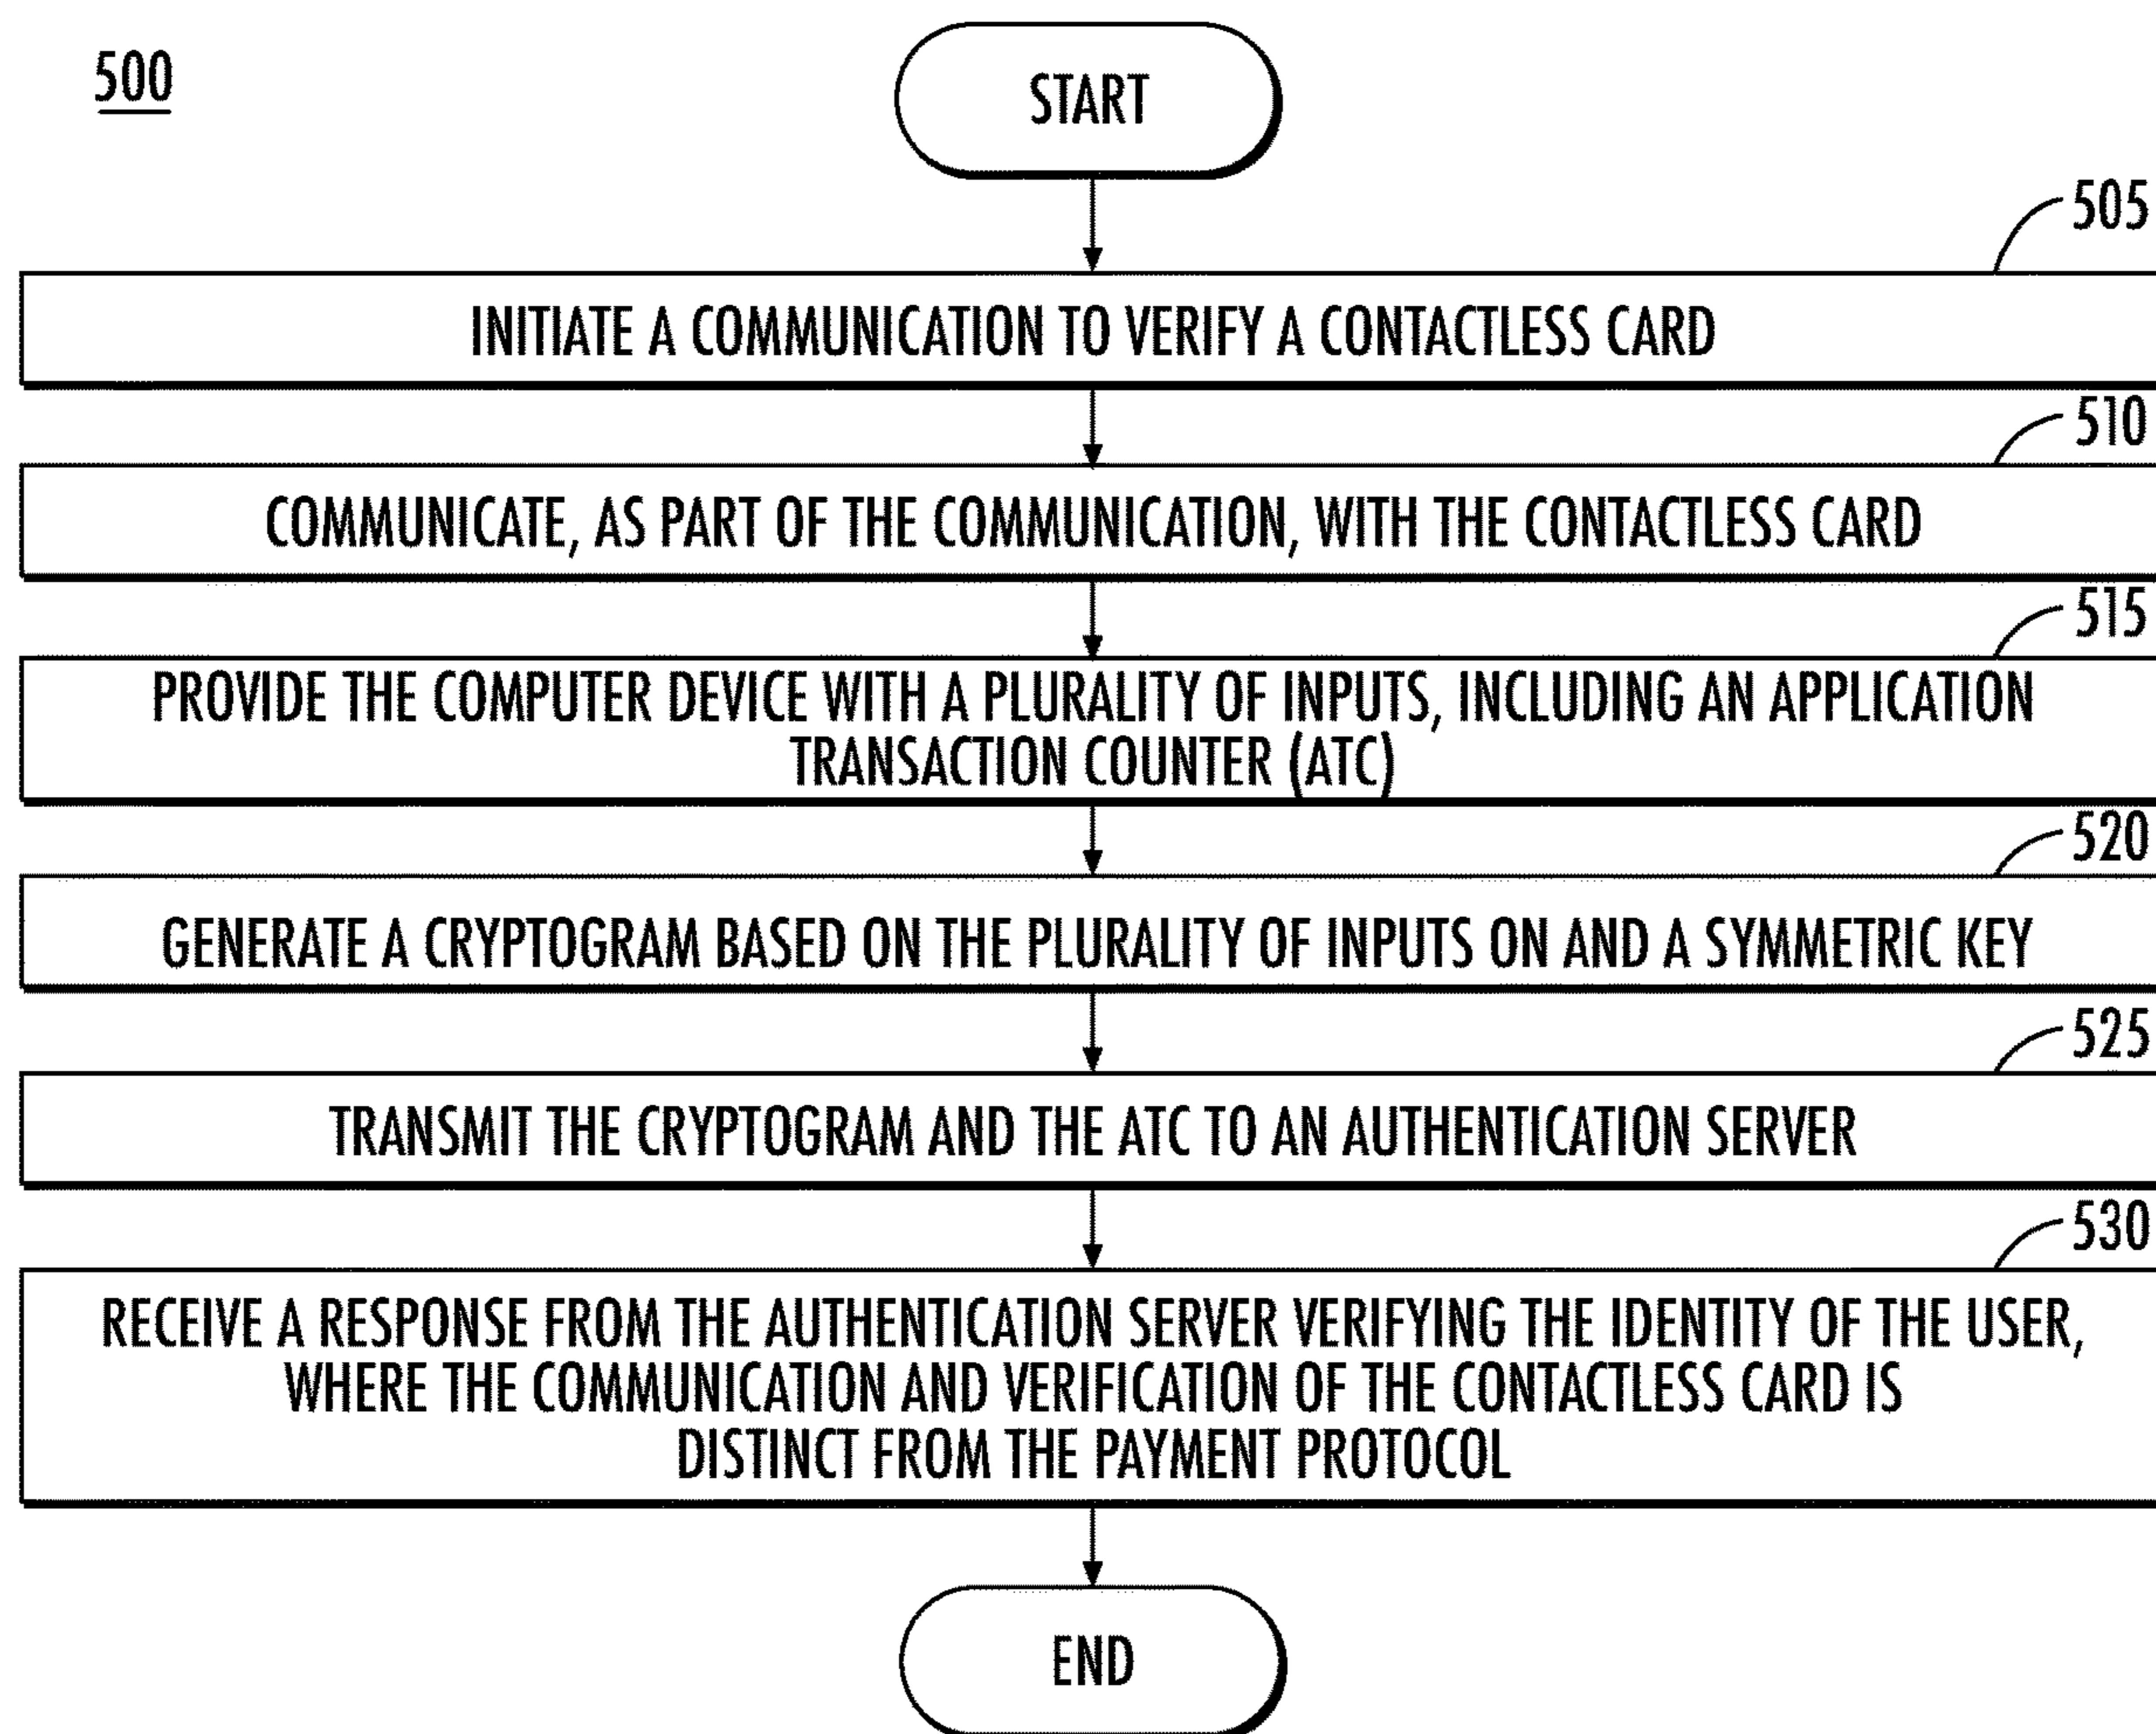 500
START
505
INITIATE A COMMUNICATION TO VERIFY A CONTACTLESS CARD
510
COMMUNICATE, AS PART OF THE COMMUNICATION, WITH THE CONTACTLESS CARD
515
PROVIDE THE COMPUTER DEVICE WITH A PLURALITY OF INPUTS, INCLUDING AN APPLICATION
TRANSACTION COUNTER (ATC)
520
GENERATE A CRYPTOGRAM BASED ON THE PLURALITY OF INPUTS ON AND A SYMMETRIC KEY
525
TRANSMIT THE CRYPTOGRAM AND THE ATC TO AN AUTHENTICATION SERVER
530
RECEIVE A RESPONSE FROM THE AUTHENTICATION SERVER VERIFYING THE IDENTITY OF THE USER,
WHERE THE COMMUNICATION AND VERIFICATION OF THE CONTACTLESS CARD IS
DISTINCT FROM THE PAYMENT PROTOCOL
END